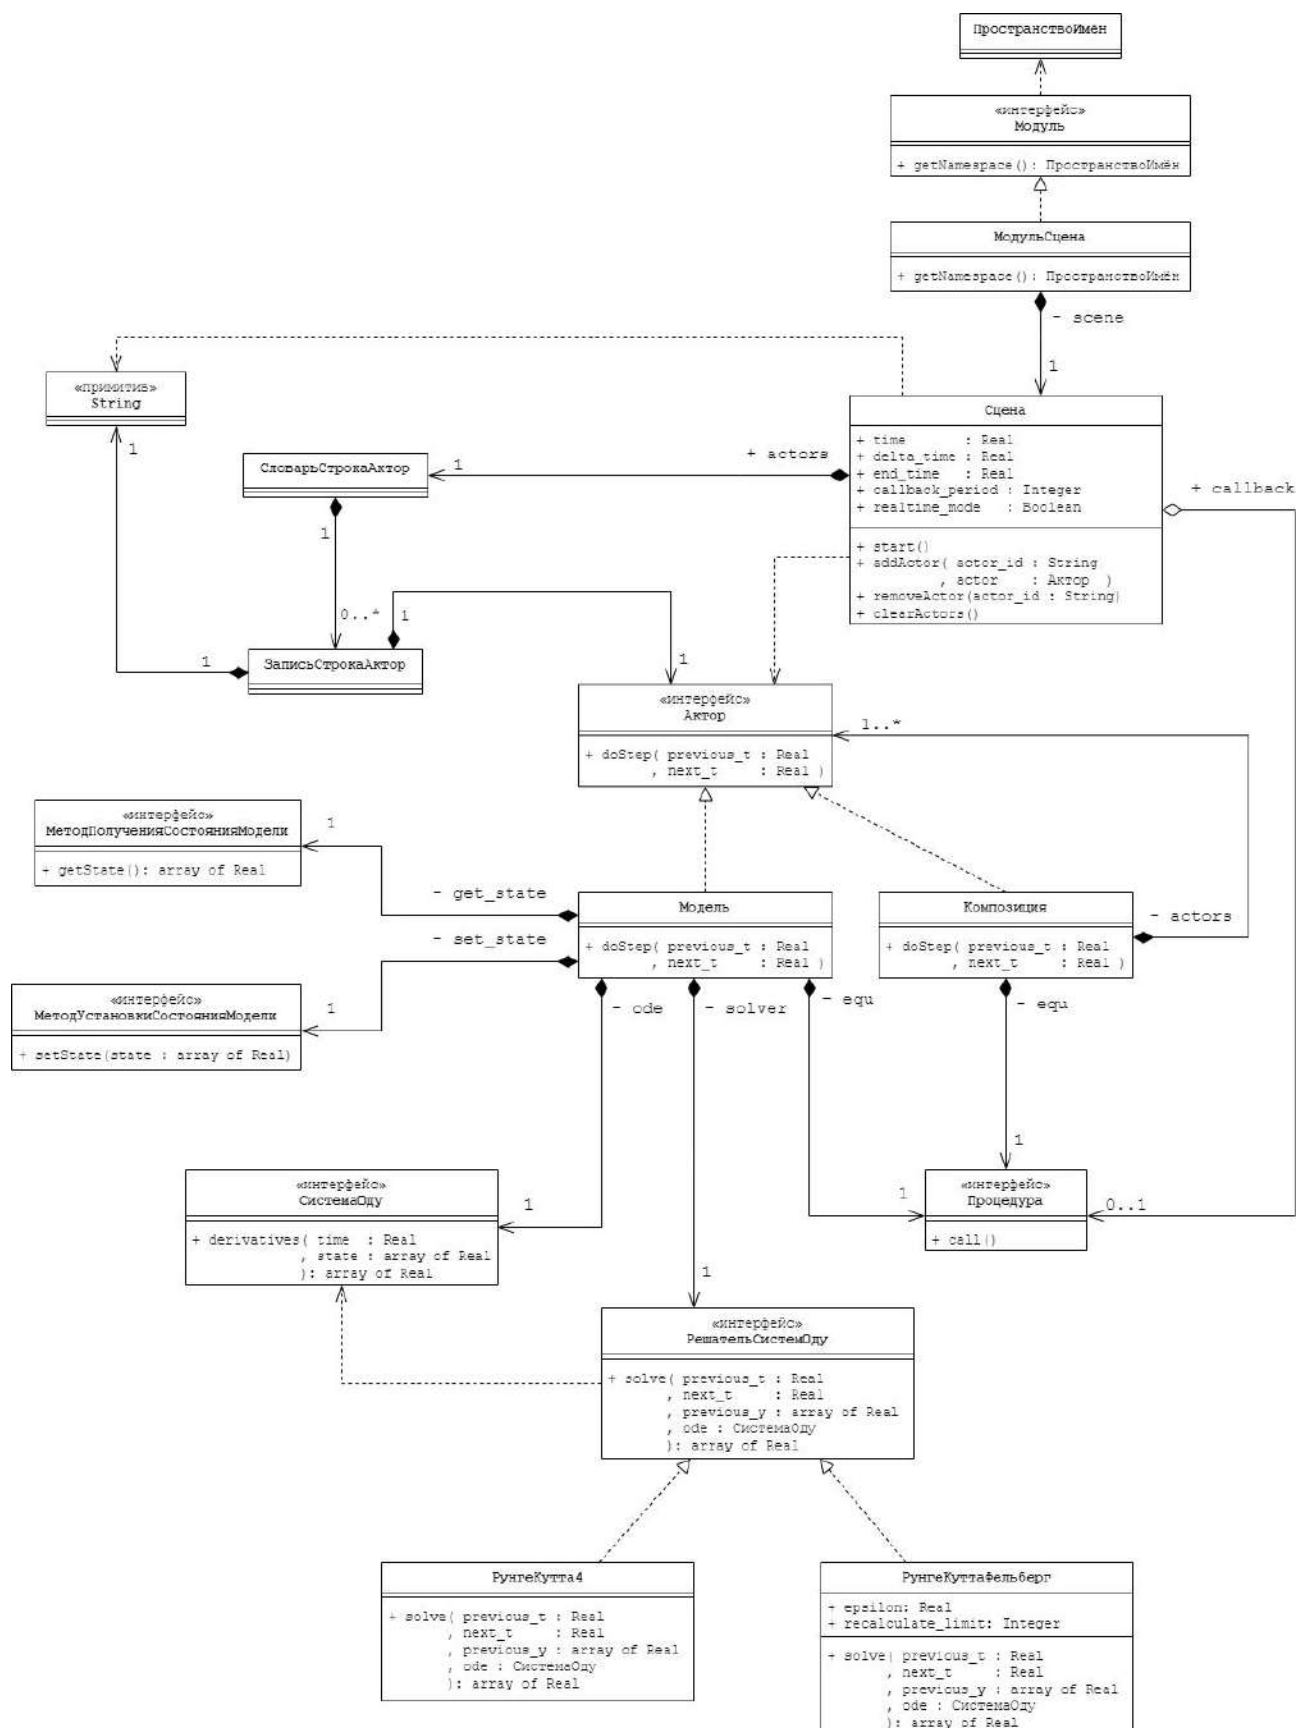 ПространствоИмён
«интерфейс»
Модуль
+ getNamespace(): ПространствоИмён
МодульСцена
+ getNamespace(): ПространствоИмён
- scene
1
«примитив»
String
1
Сцена
+ time : Real
+ delta_time : Real
+ end_time : Real
+ callback_period : Integer
+ realtime_mode : Boolean
+ start()
+ addActor( actor_id : String
, actor : Актор )
+ removeActor(actor_id : String)
+ clearActors()
+ actors
1
+ callback
СловарьСтрокаАктор
1
0..*
1
1
ЗаписьСтрокаАктор
1
«интерфейс»
Актор
+ doStep( previous_t : Real
, next_t : Real )
1..*
«интерфейс»
МетодПолученияСостоянияМодели
+ getState(): array of Real
1
- get_state
- set_state
Модель
+ doStep( previous_t : Real
, next_t : Real )
Композиция
+ doStep( previous_t : Real
, next_t : Real )
- actors
«интерфейс»
МетодУстановкиСостоянияМодели
+ setState(state : array of Real)
1
- ode
- solver
- equ
- equ
1
«интерфейс»
СистемаОду
+ derivatives( time : Real
, state : array of Real
): array of Real
1
1
«интерфейс»
Процедура
+ call()
0..1
1
«интерфейс»
РешательСистемОду
+ solve( previous_t : Real
, next_t : Real
, previous_y : array of Real
, ode : СистемаОду
): array of Real
РунгеКутта4
+ solve( previous_t : Real
, next_t : Real
, previous_y : array of Real
, ode : СистемаОду
): array of Real
РунгеКуттаФельберг
+ epsilon: Real
+ recalculate_limit: Integer
+ solve( previous_t : Real
, next_t : Real
, previous_y : array of Real
, ode : СистемаОду
): array of Real